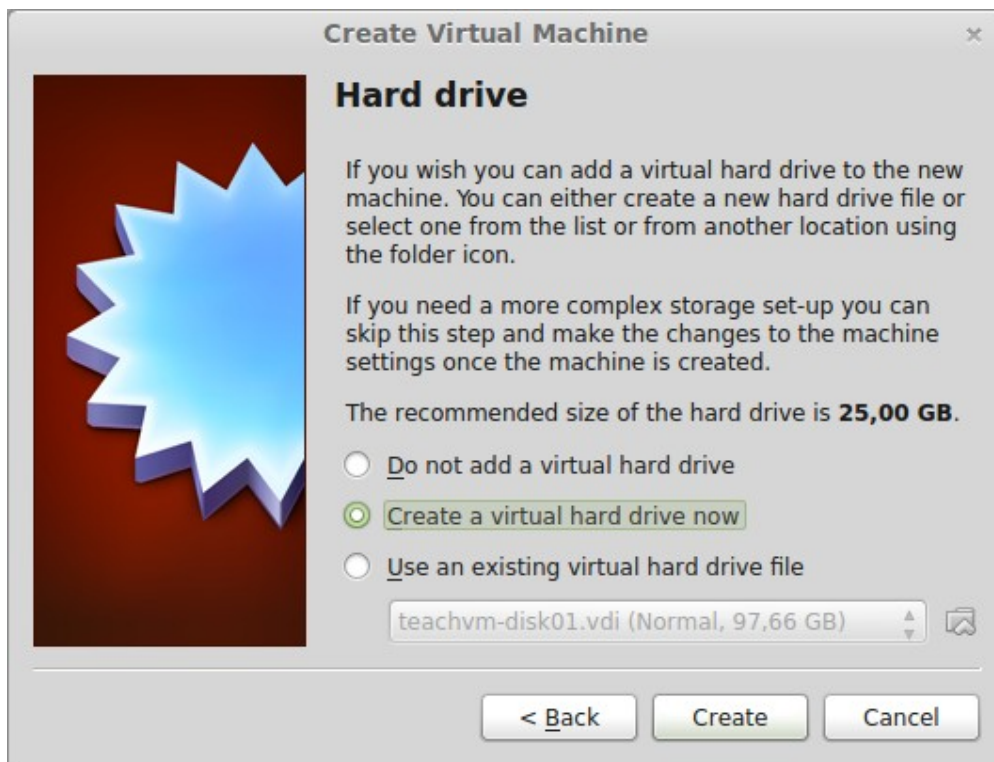 Create Virtual Machine
Hard drive
If you wish you can add a virtual hard drive to the new
machine. You can either create a new hard drive file or
select one from the list or from another location using
the folder icon.
If you need a more complex storage set-up you can
skip this step and make the changes to the machine
settings once the machine is created.
The recommended size of the hard drive is 25,00 GB.
Do not add a virtual hard drive
Create a virtual hard drive now
Use an existing virtual hard drive file
teachvm-disk01.vdi (Normal, 97,66 GB)
< Back Create Cancel